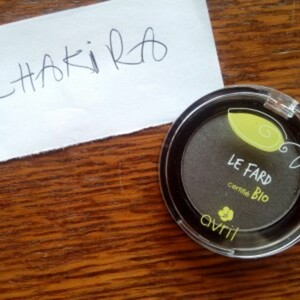 CHAKiRA
LE FARD
certifié BIO
avril